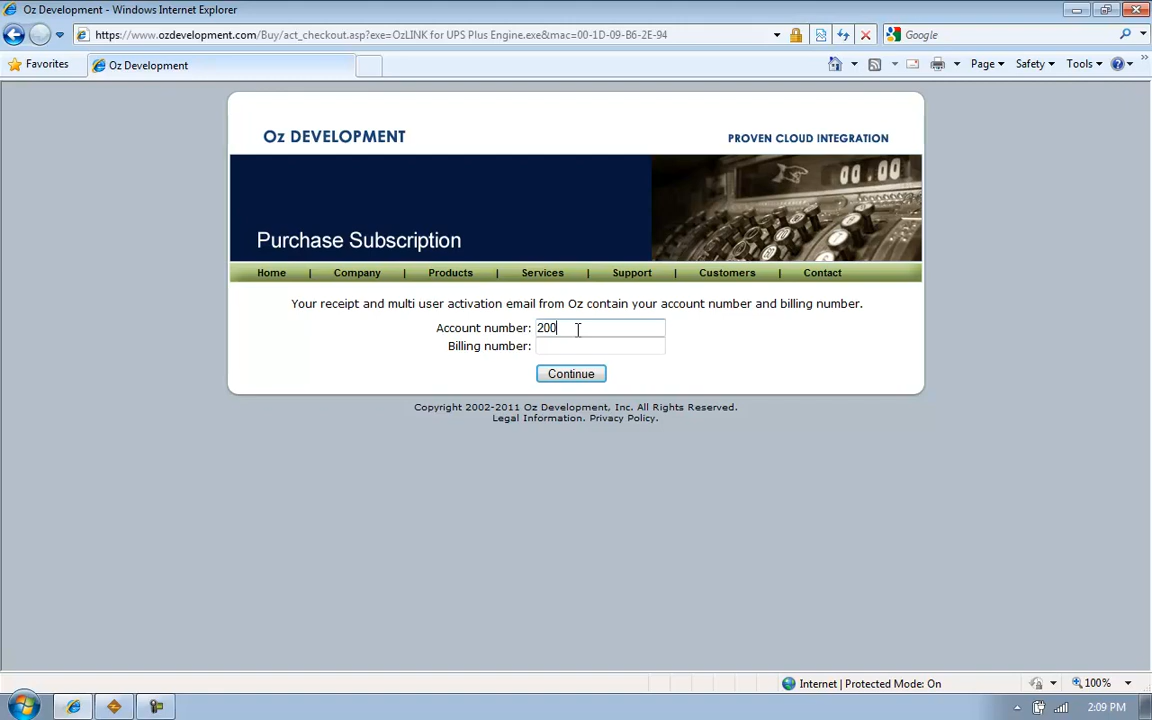 Oz Development - Windows Internet Explorer
https://www.ozdevelopment.com/Buy/act_checkout.asp?exe=OzLINK for UPS Plus Engine.exe&mac=00-1D-09-B6-2E-94
Google
Favorites
Oz Development
Page
Safety
Tools
Oz DEVELOPMENT
PROVEN CLOUD INTEGRATION
00.00
Purchase Subscription
Home | Company | Products | Services | Support | Customers | Contact
Your receipt and multi user activation email from Oz contain your account number and billing number.
Account number: 200
Billing number:
Continue
Copyright 2002-2011 Oz Development, Inc. All Rights Reserved.
Legal Information. Privacy Policy.
Internet | Protected Mode: On
100%
2:09 PM